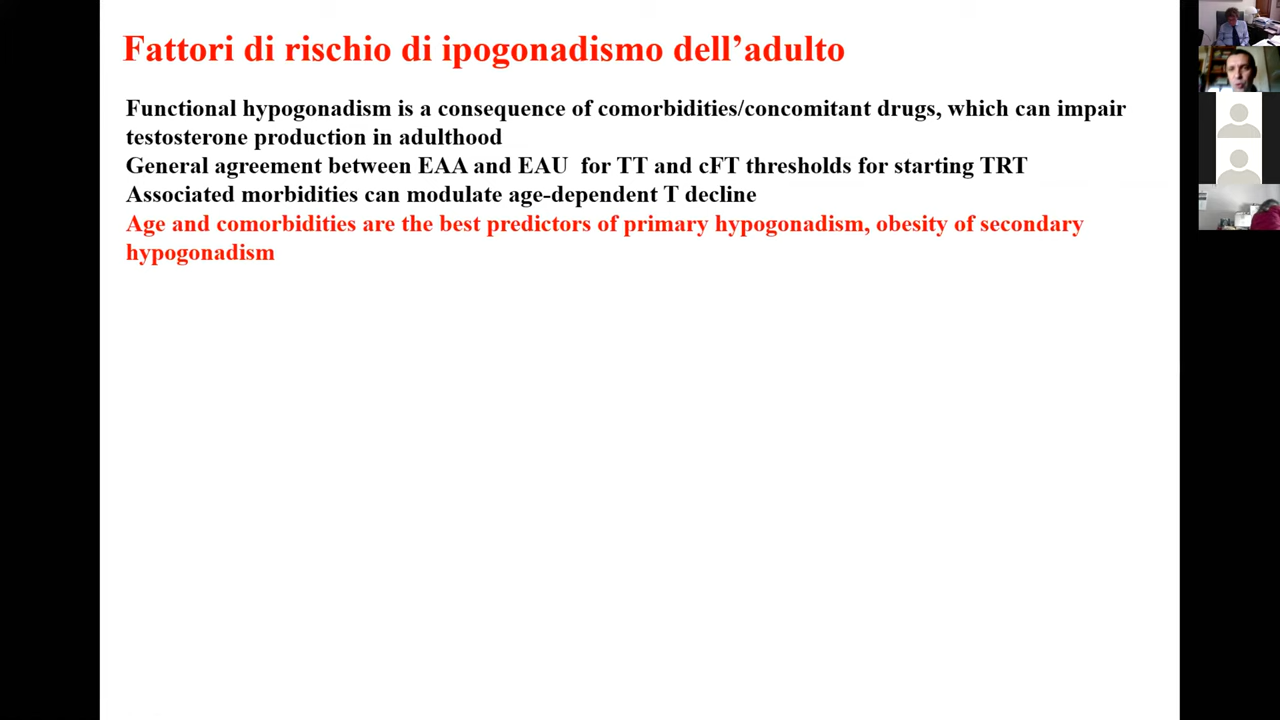 Fattori di rischio di ipogonadismo dell’adulto
Functional hypogonadism is a consequence of comorbidities/concomitant drugs, which can impair
testosterone production in adulthood
General agreement between EAA and EAU for TT and cFT thresholds for starting TRT
Associated morbidities can modulate age-dependent T decline
Age and comorbidities are the best predictors of primary hypogonadism, obesity of secondary
hypogonadism